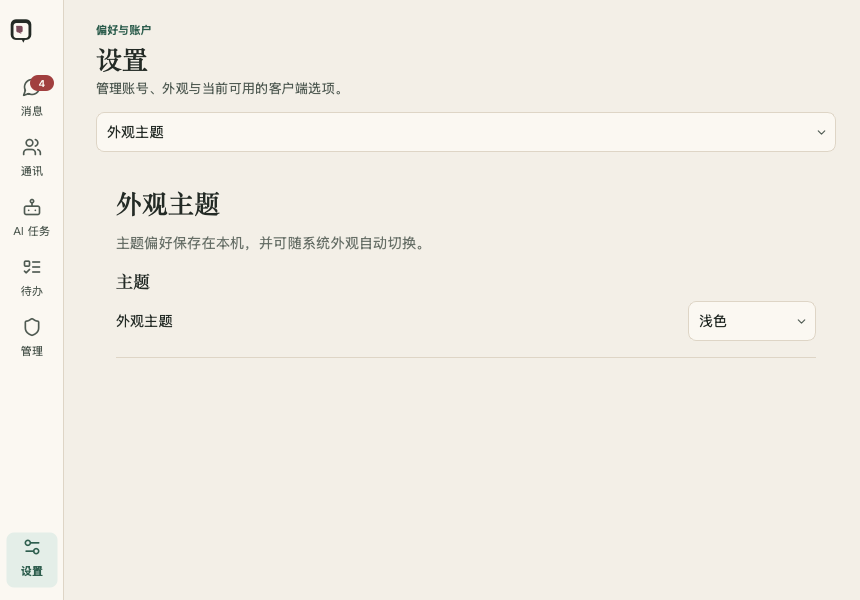 4
消息
通讯
AI 任务
待办
管理
设置
偏好与账户
设置
管理账号、外观与当前可用的客户端选项。
外观主题
外观主题
主题偏好保存在本机，并可随系统外观自动切换。
主题
外观主题
浅色